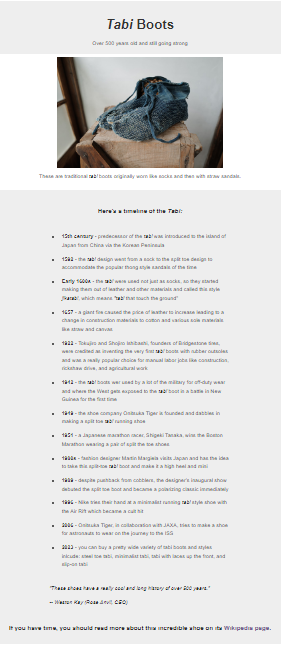 Tabi Boots
Over 500 years old and still going strong
These are traditional tabi boots originally worn like socks and then with straw sandals.
Here's a timeline of the Tabi:
15th century - predecessor of the tabi was introduced to the island of
Japan from China via the Korean Peninsula
- the tabi design went from a sock to the split toe design to
accommodate the popular thong style sandals of the time
Early 1600s - the tabi were used not just as socks, so they started
making them out of leather and other materials and called this style
jikatabi, which means "tabi that touch the ground"
1657 - a giant fire caused the price of leather to increase leading to a
change in construction materials to cotton and various sole materials
like straw and canvas
1922 - Tokujiro and Shojiro Ishibashi, founders of Bridgestone tires,
were credited as inventing the very first tabi boots with rubber outsoles
and was a really popular choice for manual labor jobs like construction,
rickshaw drive, and agricultural work
- the tabi boots was used by a lot of the military for off-duty wear
and where the West gets exposed to the tabi boot in a battle in New
Guinea for the first time
1949 - the shoe company Onitsuka Tiger is founded and dabbles in
making a split toe tabi running shoe
1951 - a Japanese marathon racer, Shigeki Tanaka, wins the Boston
Marathon wearing a pair of split toe shoes
- fashion designer Martin Margiela visits Japan and has the idea
to take this split-toe tabi boot and make it a high heel and mini
- despite pushback from cobblers, the designer's inaugural show
debuted the split toe boot and became a polarizing classic immediately
- Nike tries their hand at a minimalist running tabi style shoe with
the Air Rift which became a cult hit
- Onitsuka Tiger, in collaboration with JAXA, tries to make a shoe
for astronauts to wear on the journey to the ISS
- you can buy a pretty wide variety of tabi boots and styles
include: steel toe tabi, minimalist tabi, tabi with laces up the front, and
slip-on tabi
"These shoes have a really cool and long history of over 500 years."
-- Weston Kay (Rose Anvil, CEO)
If you have time, you should read more about this incredible shoe on its Wikipedia page.